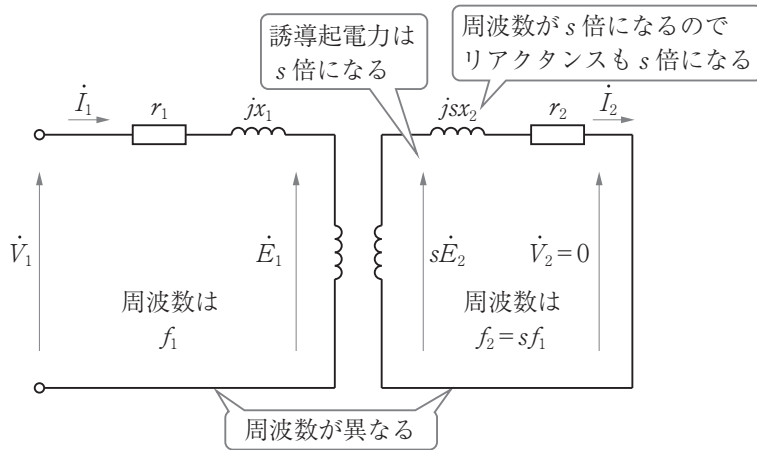 誘導起電力は
s倍になる
周波数がs倍になるので
リアクタンスもs倍になる
İ₁
r₁
jx₁
jsx₂
r₂
İ₂
V̇₁
Ė₁
sĖ₂
V̇₂=0
周波数は
f₁
周波数は
f₂=sf₁
周波数が異なる